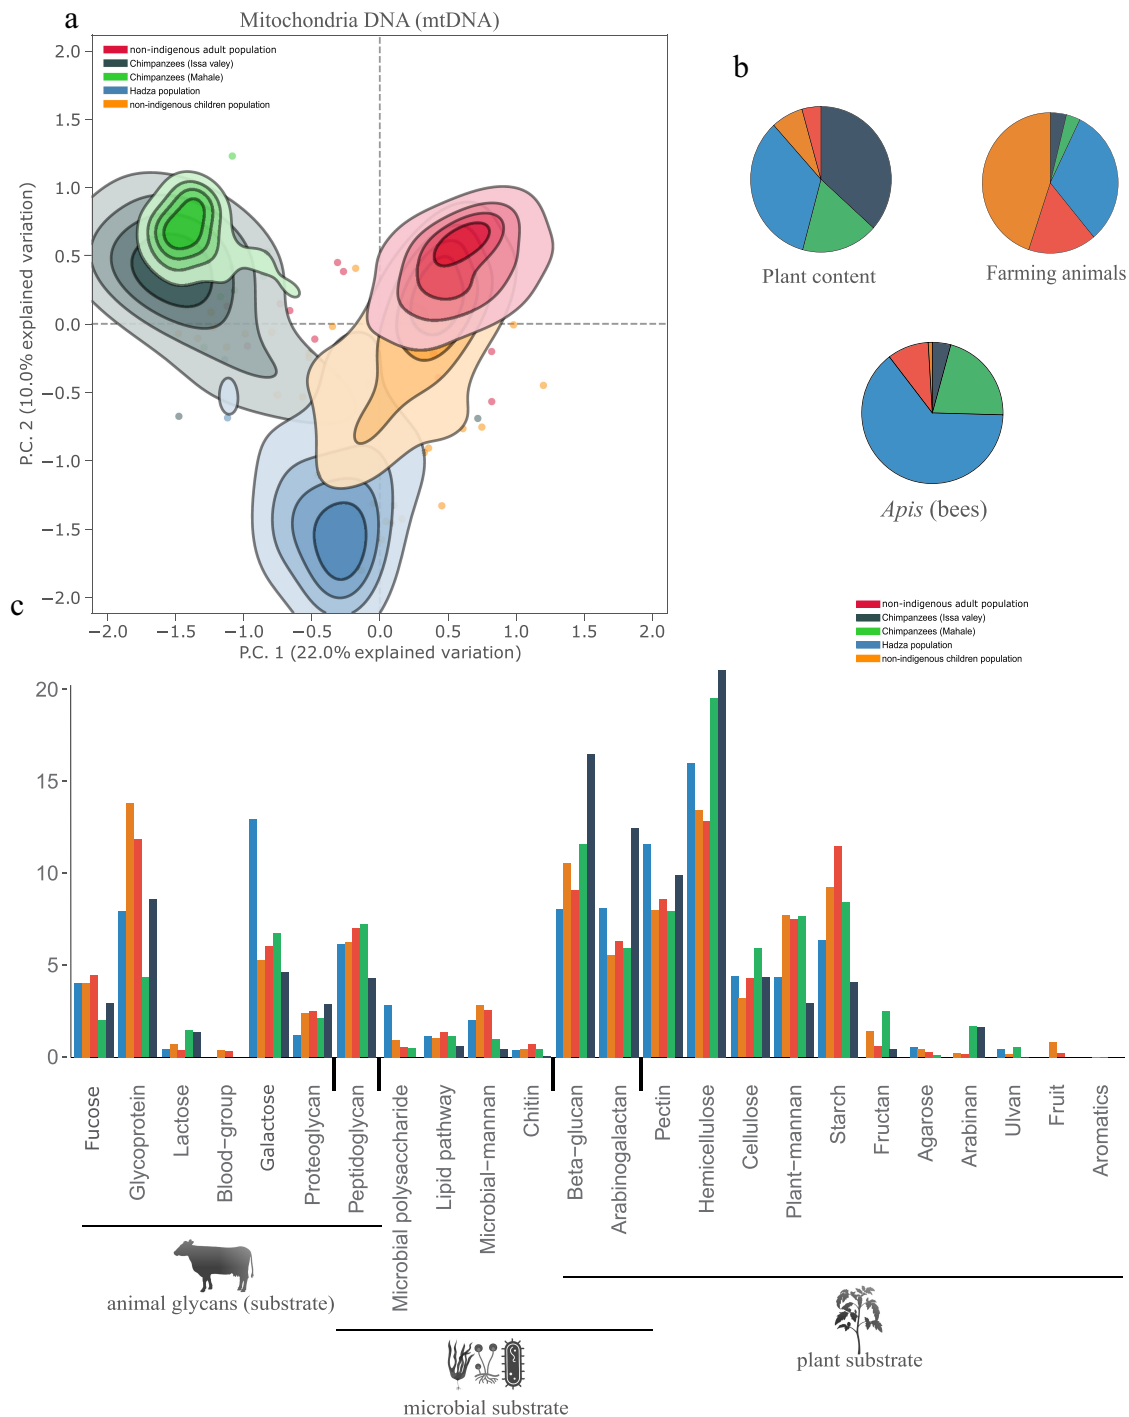 a
Mitochondria DNA (mtDNA)
non-indigenous adult population
Chimpanzees (Issa valey)
Chimpanzees (Mahale)
Hadza population
non-indigenous children population
2.0
1.5
1.0
0.5
0.0
−0.5
−1.0
−1.5
−2.0
P.C. 2 (10.0% explained variation)
−2.0 −1.5 −1.0 −0.5 0.0 0.5 1.0 1.5 2.0
P.C. 1 (22.0% explained variation)
b
Plant content
Farming animals
Apis (bees)
c
non-indigenous adult population
Chimpanzees (Issa valey)
Chimpanzees (Mahale)
Hadza population
non-indigenous children population
20
15
10
5
0
Fucose
Glycoprotein
Lactose
Blood−group
Galactose
Proteoglycan
Peptidoglycan
Microbial polysaccharide
Lipid pathway
Microbial−mannan
Chitin
Beta−glucan
Arabinogalactan
Pectin
Hemicellulose
Cellulose
Plant−mannan
Starch
Fructan
Agarose
Arabinan
Ulvan
Fruit
Aromatics
animal glycans (substrate)
microbial substrate
plant substrate